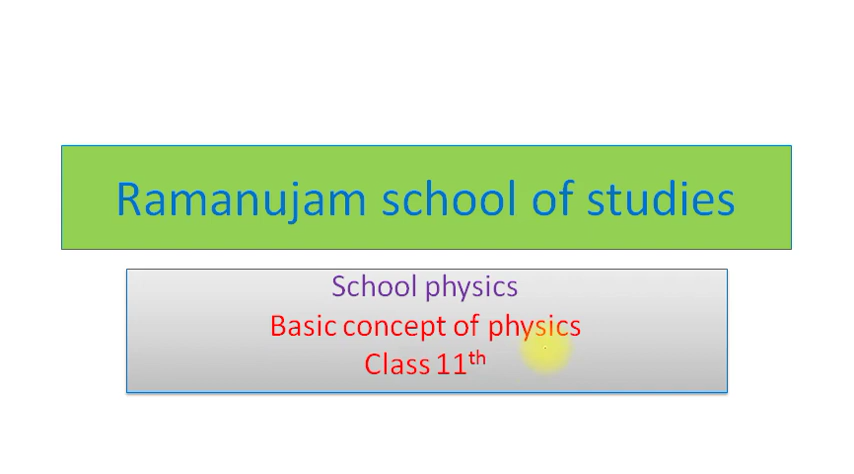 Ramanujam school of studies
School physics
Basic concept of physics
Class 11th